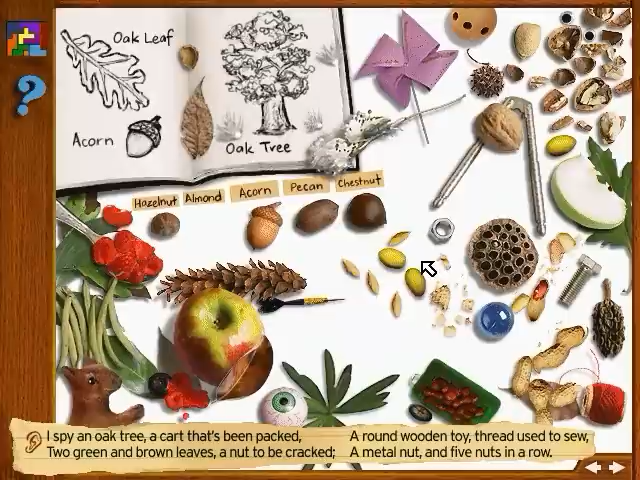 Oak Leaf
Acorn
Oak Tree
Hazelnut
Almond
Acorn
Pecan
Chestnut
I spy an oak tree, a cart that's been packed,
Two green and brown leaves, a nut to be cracked;
A round wooden toy, thread used to sew,
A metal nut, and five nuts in a row.